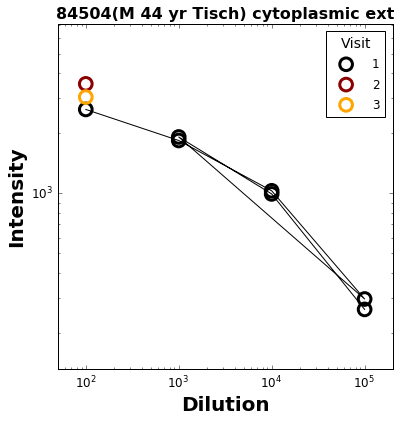 84504(M 44 yr Tisch) cytoplasmic ext
Visit
1
2
3
10³
Intensity
10² 10³ 10⁴ 10⁵
Dilution